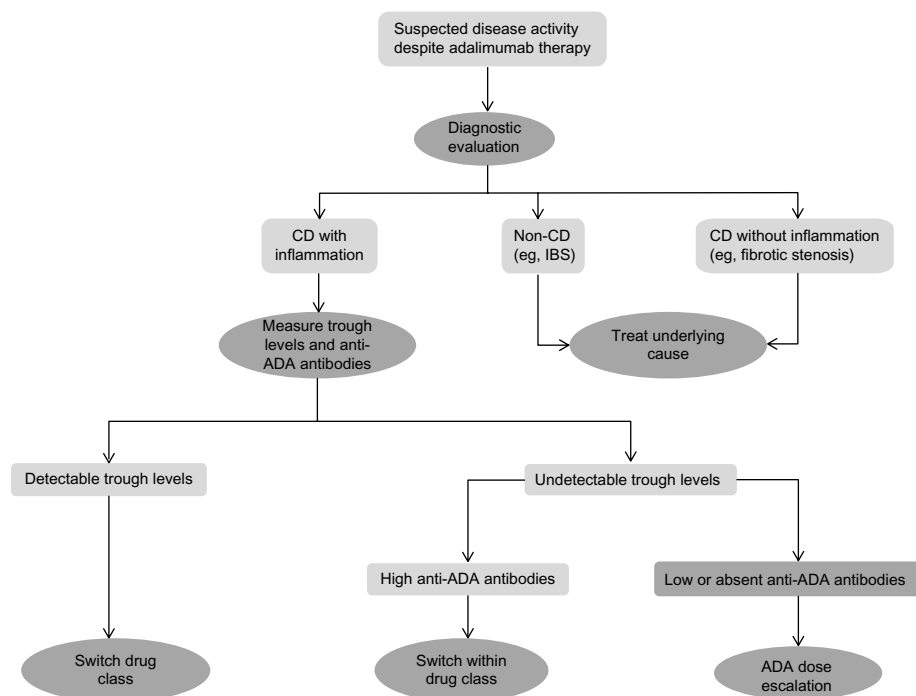 Suspected disease activity
despite adalimumab therapy
Diagnostic
evaluation
CD with
inflammation
Non-CD
(eg, IBS)
CD without inflammation
(eg, fibrotic stenosis)
Measure trough
levels and anti-
ADA antibodies
Treat underlying
cause
Detectable trough levels
Undetectable trough levels
High anti-ADA antibodies
Low or absent anti-ADA antibodies
Switch drug
class
Switch within
drug class
ADA dose
escalation